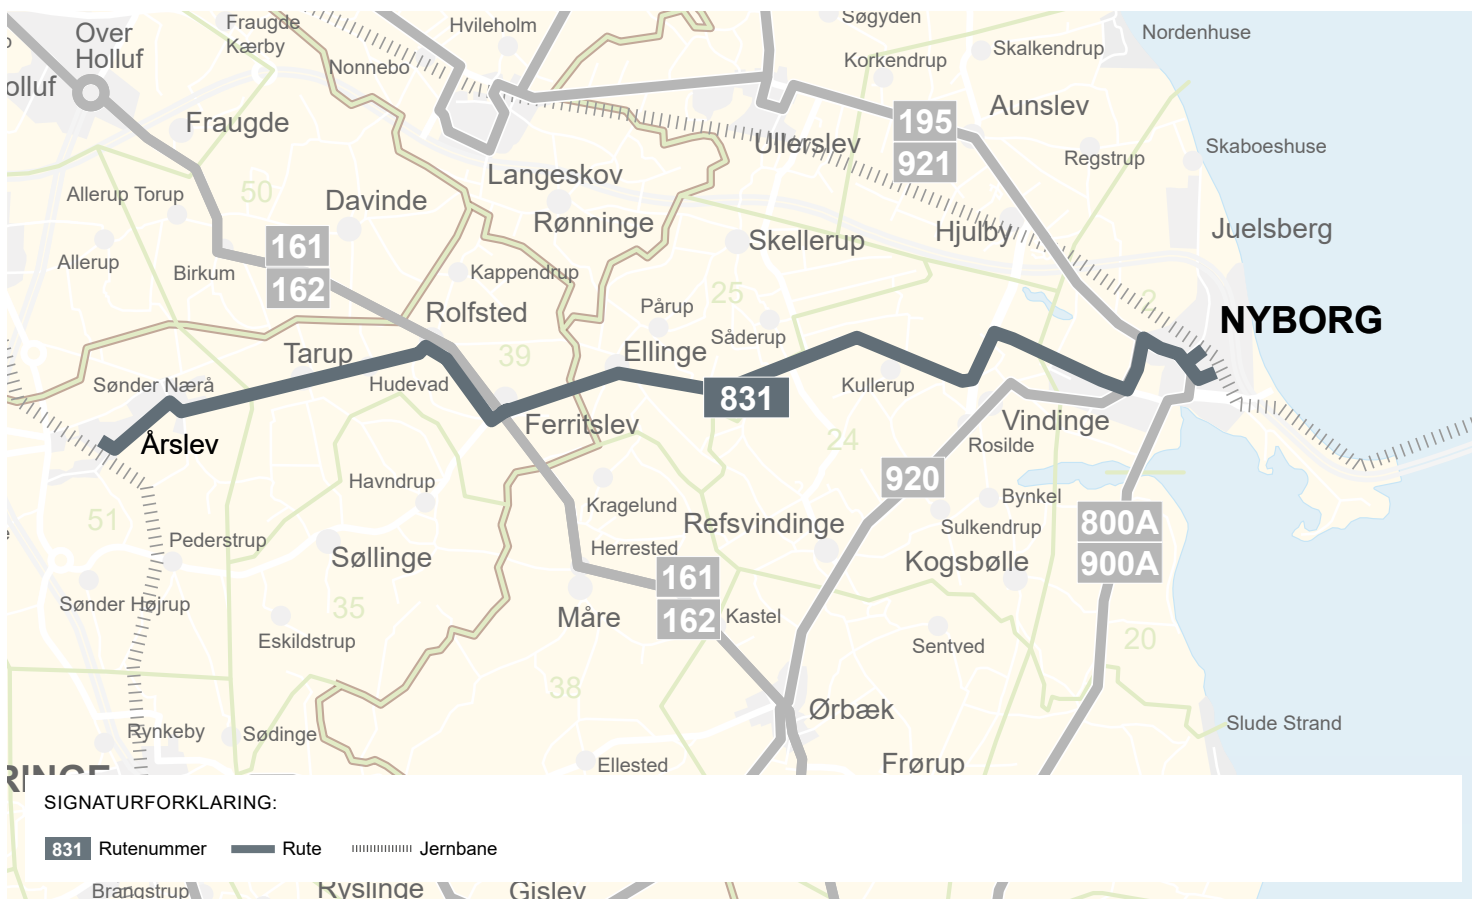 Over
Holluf
Fraugde
Kærby
Hvileholm
Søgyden
Nordenhuse
Skalkendrup
Korkendrup
Nonnebo
olluf
Fraugde
Aunslev
195
921
Ullerslev
Regstrup
Skaboeshuse
Langeskov
Allerup Torup
50
Davinde
Rønninge
Hjulby
Juelsberg
Skellerup
161
162
Allerup
Birkum
Kappendrup
25
2
Rolfsted
Pårup
Såderup
NYBORG
Tarup
39
Ellinge
Sønder Nærå
Hudevad
Kullerup
831
Ferritslev
Vindinge
Årslev
24
Rosilde
920
Havndrup
Kragelund
Bynkel
51
Refsvindinge
Sulkendrup
800A
900A
Pederstrup
Herrested
Søllinge
Kogsbølle
161
162
Sønder Højrup
35
Måre
Kastel
Eskildstrup
Sentved
20
38
Ørbæk
Rynkeby
Sødinge
Slude Strand
Ellested
Frørup
RINGE
SIGNATURFORKLARING:
831 Rutenummer Rute Jernbane
Brangstrup
Ryslinge
Gislev